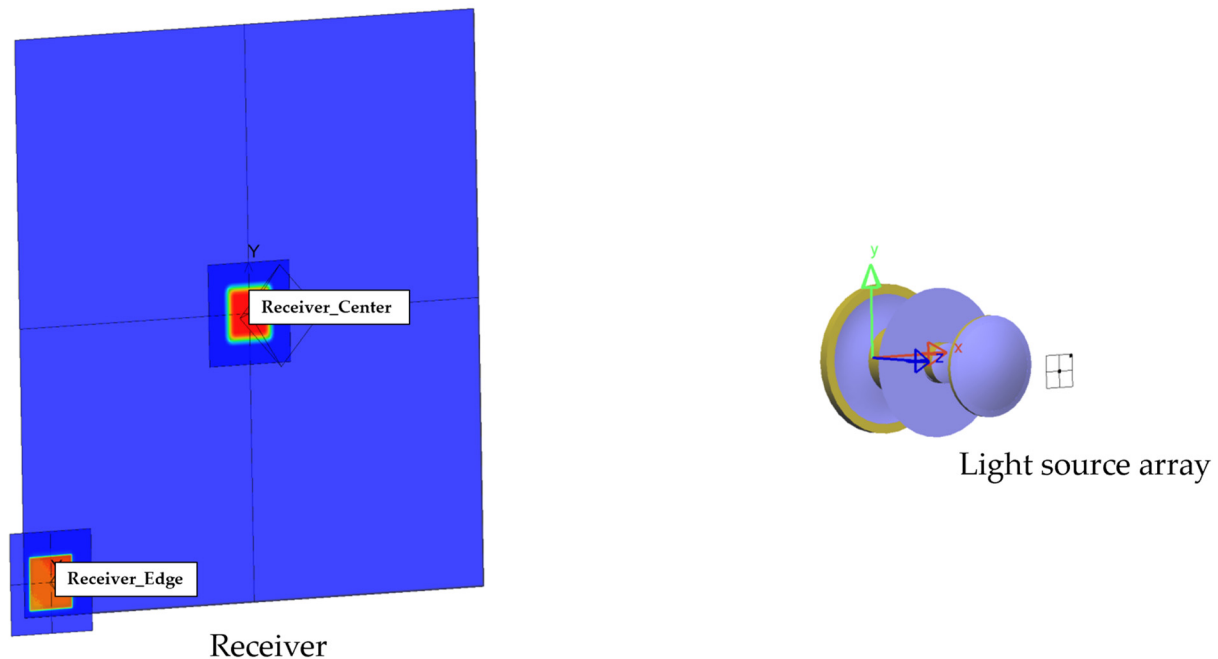 Y
Receiver_Center
Receiver_Edge
Receiver
y
x
z
Light source array